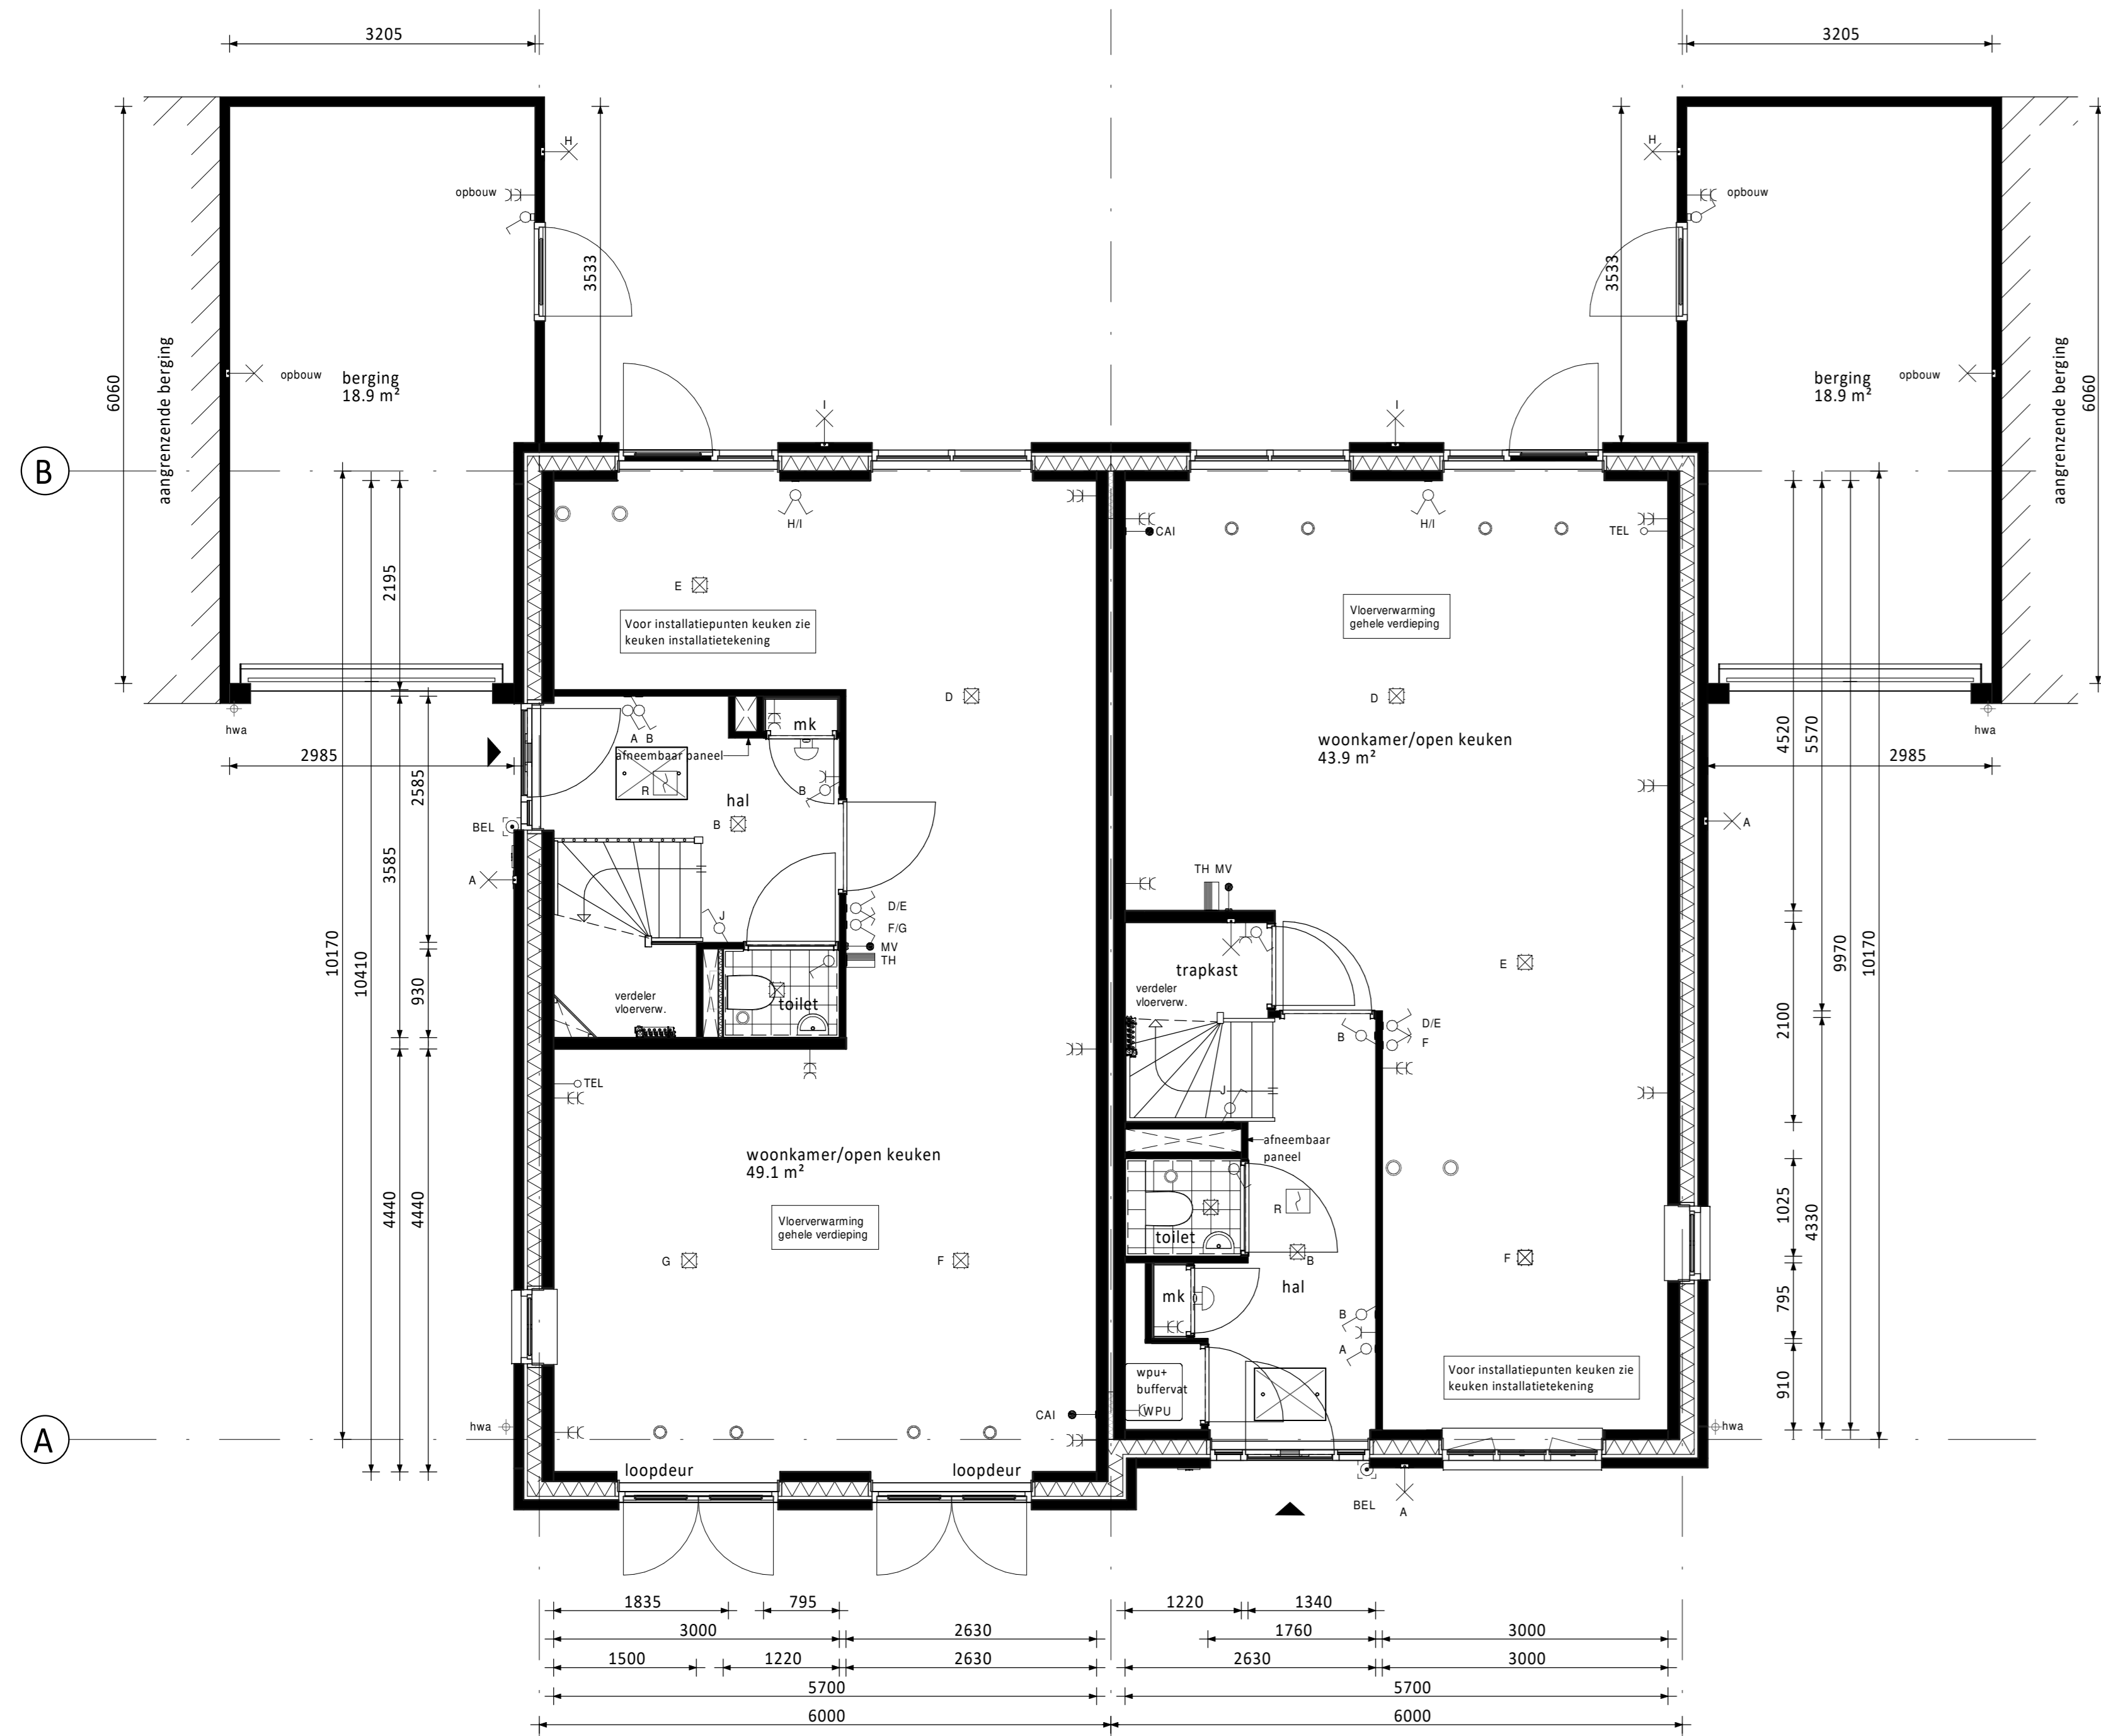 3205
3205
H
H
opbouw
opbouw
3533
3533
6060
aangrenzende berging
opbouw
berging
18.9 m²
berging
18.9 m²
opbouw
aangrenzende berging
6060
I
I
B
H/I
H/I
CAI
TEL
2195
E
Voor installatiepunten keuken zie
keuken installatietekening
Vloerverwarming
gehele verdieping
D
D
hwa
hwa
2985
2985
mk
A B
afneembaar paneel
R
B
hal
B
woonkamer/open keuken
43.9 m²
4520
5570
2585
BEL
A
A
3585
10170
10410
930
9970
10170
TH MV
J
D/E
F/G
MV
TH
trapkast
verdeler
vloerverw.
E
verdeler
vloerverw.
toilet
2100
B
D/E
F
J
TEL
afneembaar
paneel
woonkamer/open keuken
49.1 m²
4440
4440
Vloerverwarming
gehele verdieping
G
F
toilet
R
B
hal
F
1025
4330
mk
795
B
A
wpu+
buffervat
WPU
Voor installatiepunten keuken zie
keuken installatietekening
910
CAI
hwa
hwa
A
loopdeur
loopdeur
BEL
A
1835
795
1220
1340
3000
2630
1760
3000
1500
1220
2630
2630
3000
5700
5700
6000
6000